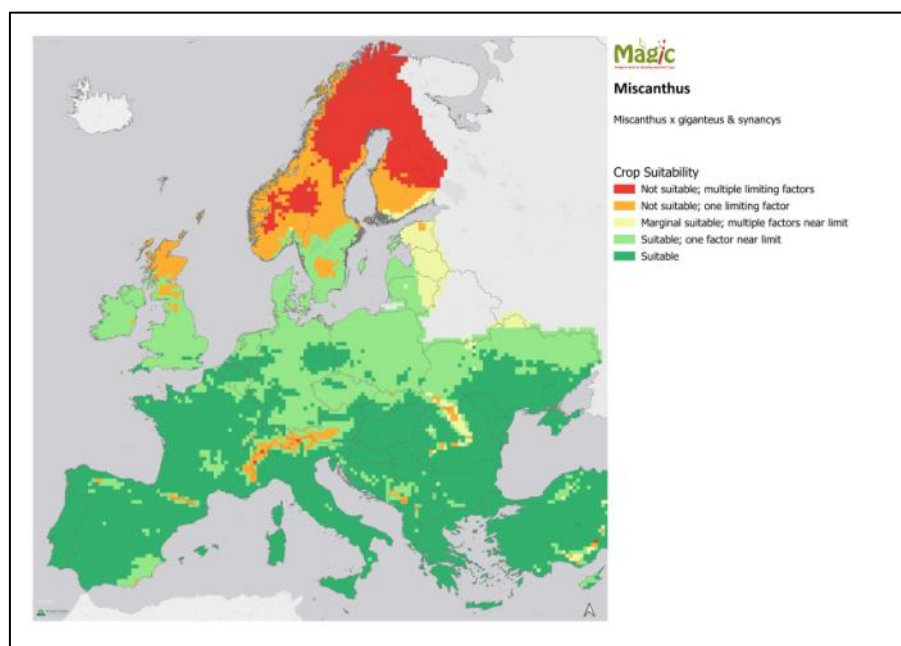 Magic
Miscanthus
Miscanthus x giganteus & synancys
Crop Suitability
Not suitable; multiple limiting factors
Not suitable; one limiting factor
Marginal suitable; multiple factors near limit
Suitable; one factor near limit
Suitable